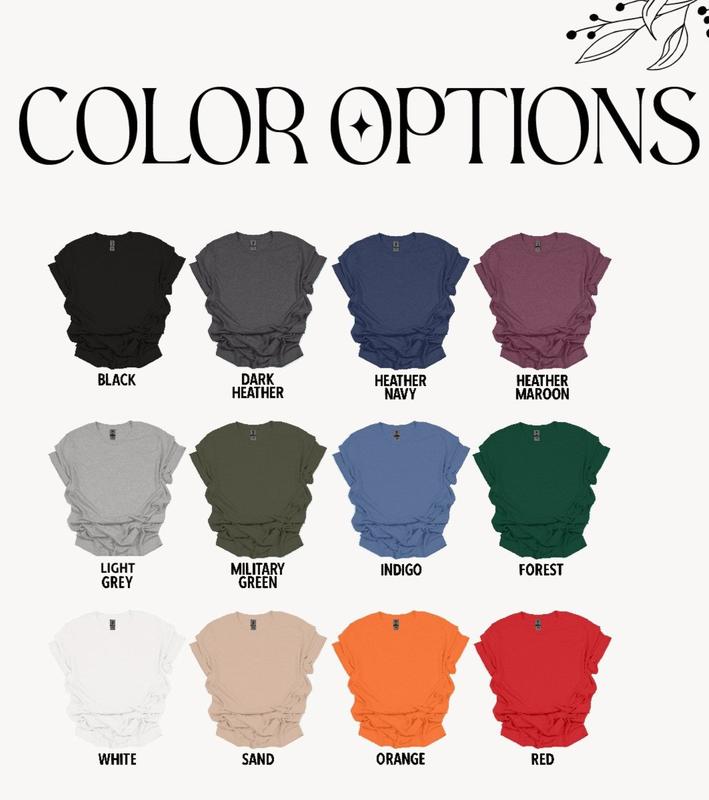 COLOR OPTIONS
BLACK
DARK
HEATHER
HEATHER
NAVY
HEATHER
MAROON
LIGHT
GREY
MILITARY
GREEN
INDIGO
FOREST
WHITE
SAND
ORANGE
RED